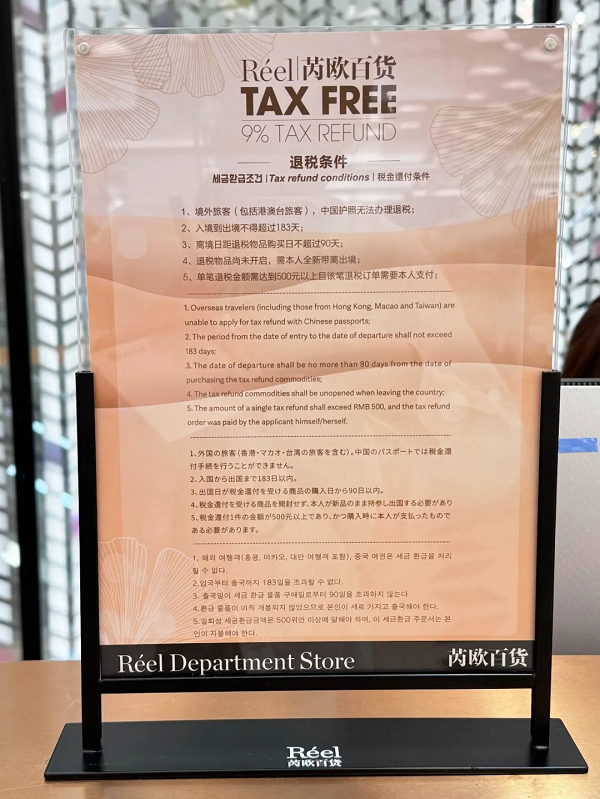 Réel|芮欧百货
TAX FREE
9% TAX REFUND
退税条件
세금환급조건 | Tax refund conditions | 税金還付条件
1、境外旅客（包括港澳台旅客），中国护照无法办理退税；
2、入境到出境不得超过183天；
3、离境日距退税物品购买日不超过90天；
4、退税物品尚未开启，需本人全新带离出境；
5、单笔退税金额需达到500元以上且该笔退税订单需要本人支付；
1. Overseas travelers (including those from Hong Kong, Macao and Taiwan) are
unable to apply for tax refund with Chinese passports;
2. The period from the date of entry to the date of departure shall not exceed
183 days;
3. The date of departure shall be no more than 90 days from the date of
purchasing the tax refund commodities;
4. The tax refund commodities shall be unopened when leaving the country;
5. The amount of a single tax refund shall exceed RMB 500, and the tax refund
order was paid by the applicant himself/herself.
1、外国の旅客（香港・マカオ・台湾の旅客を含む）。中国のパスポートでは税金還
付手続を行うことができません。
2、入国から出国まで183日以内。
3、出国日が税金還付を受ける商品の購入日から90日以内。
4、税金還付を受ける商品を開封せず、本人が新品のまま持参し出国する必要があり
5、税金還付1件の金額が500元以上であり、かつ購入時に本人が支払ったもので
ある必要があります。
1、해외 여행객(홍콩, 마카오, 대만 여행객 포함), 중국 여권은 세금 환급을 처리
할 수 없다.
2.입국부터 출국까지 183일을 초과할 수 없다.
3. 출국일이 세금 환급 물품 구매일로부터 90일을 초과하지 않는다
4.환급 물품이 아직 개봉되지 않았으므로 본인이 새로 가지고 출국해야 한다.
5.일회성 세금환급금액은 500위안 이상에 달해야 하며, 이 세금환급 주문서는 본
인이 지불해야 한다.
Réel Department Store 芮欧百货
Réel
芮欧百货